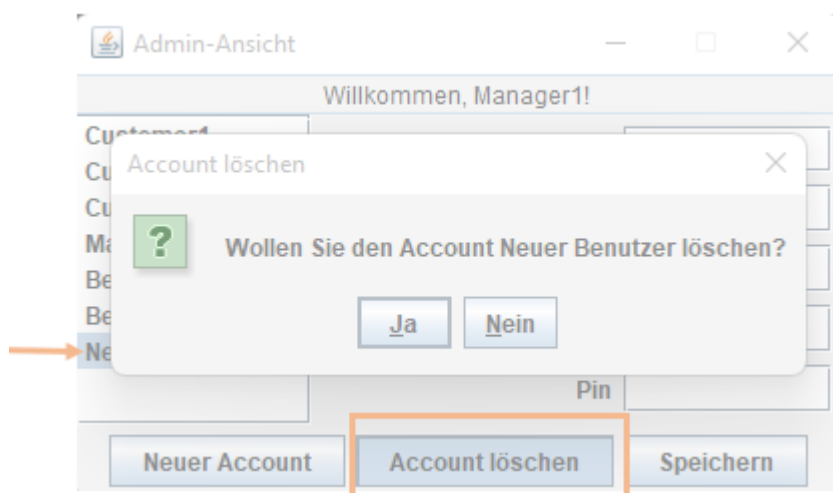 Admin-Ansicht
Willkommen, Manager1!
Account löschen
Wollen Sie den Account Neuer Benutzer löschen?
Ja
Nein
Pin
Neuer Account
Account löschen
Speichern